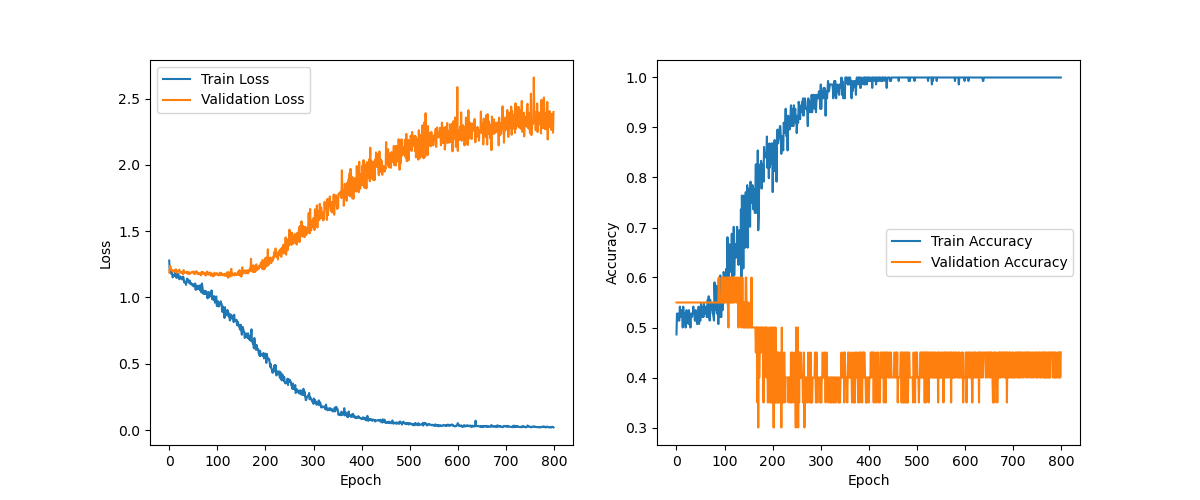 Train Loss
Validation Loss
2.5
2.0
1.5
1.0
0.5
0.0
Loss
0 100 200 300 400 500 600 700 800
Epoch
1.0
0.9
0.8
0.7
0.6
0.5
0.4
0.3
Accuracy
Train Accuracy
Validation Accuracy
0 100 200 300 400 500 600 700 800
Epoch